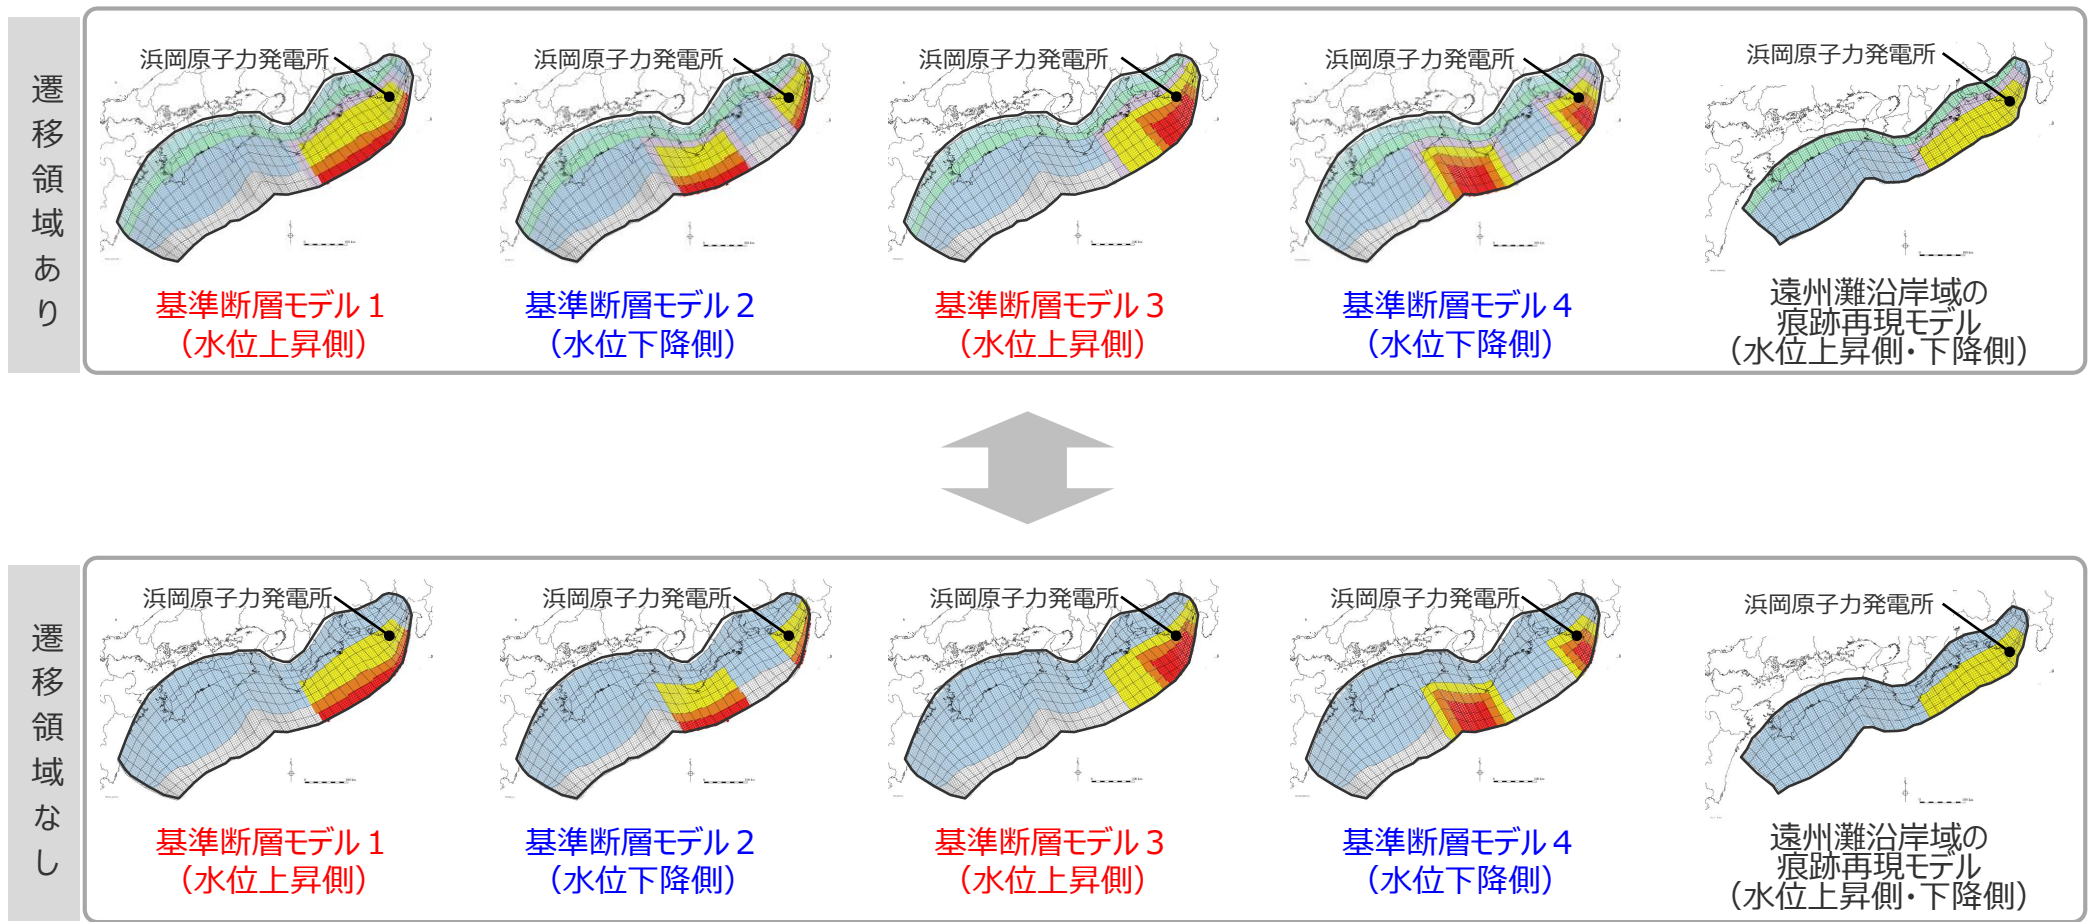 遷移領域あり
浜岡原子力発電所
浜岡原子力発電所
浜岡原子力発電所
浜岡原子力発電所
浜岡原子力発電所
基準断層モデル1
（水位上昇側）
基準断層モデル2
（水位下降側）
基準断層モデル3
（水位上昇側）
基準断層モデル4
（水位下降側）
遠州灘沿岸域の
痕跡再現モデル
（水位上昇側・下降側）
遷移領域なし
浜岡原子力発電所
浜岡原子力発電所
浜岡原子力発電所
浜岡原子力発電所
浜岡原子力発電所
基準断層モデル1
（水位上昇側）
基準断層モデル2
（水位下降側）
基準断層モデル3
（水位上昇側）
基準断層モデル4
（水位下降側）
遠州灘沿岸域の
痕跡再現モデル
（水位上昇側・下降側）